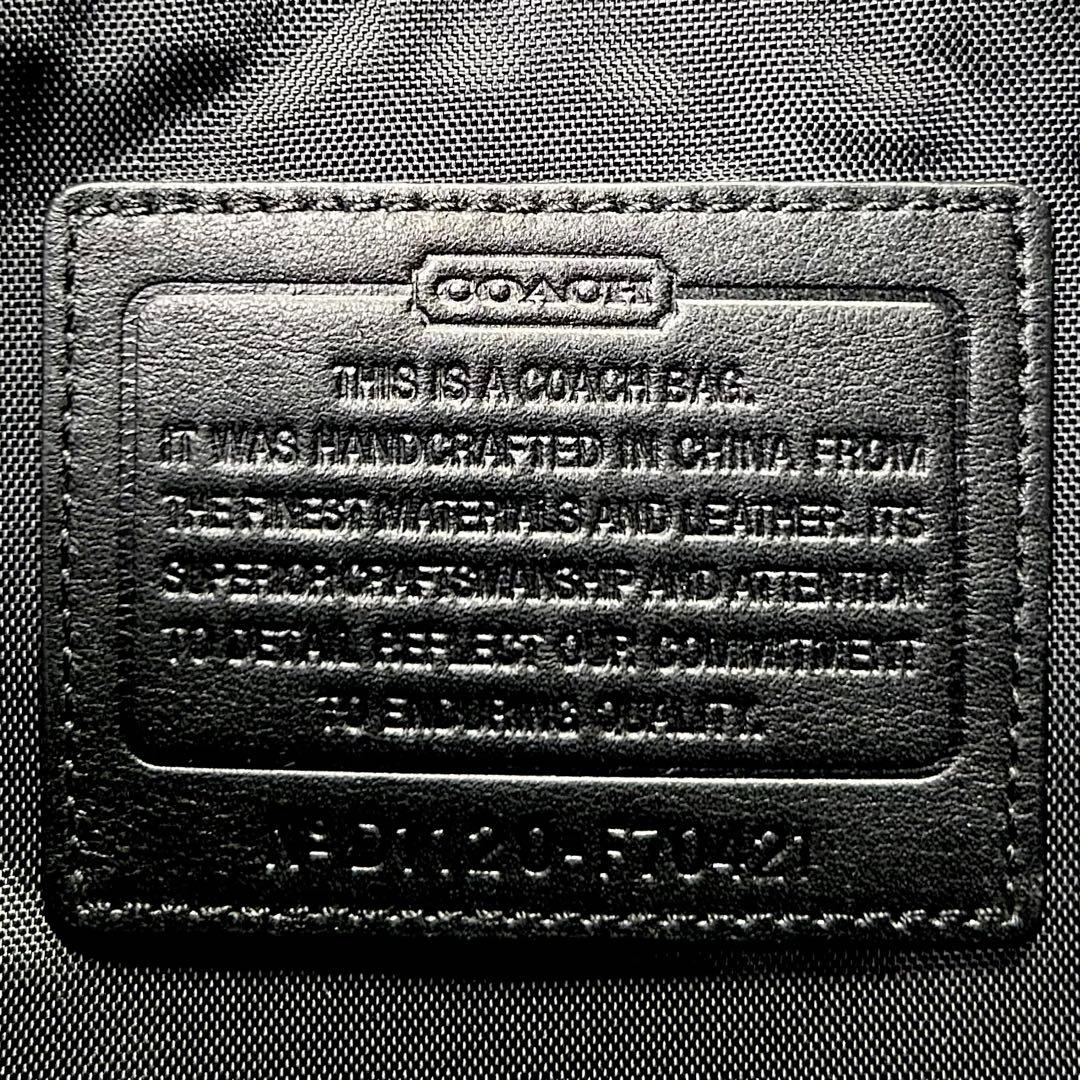 COACH
THIS IS A COACH BAG.
IT WAS HANDCRAFTED IN CHINA FROM
THE FINEST MATERIALS AND LEATHER. ITS
SUPERIOR CRAFTSMANSHIP AND ATTENTION
TO DETAIL REFLECT OUR COMMITMENT
TO ENDURING QUALITY.